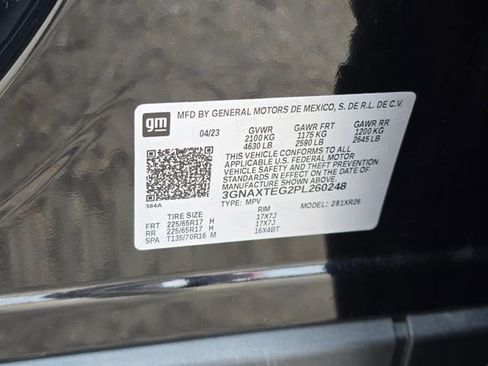 gm
MFD BY GENERAL MOTORS DE MEXICO, S. DE R.L. DE C.V.
04/23 GVWR GAWR FRT GAWR RR
2100 KG 1175 KG 1200 KG
4630 LB 2590 LB 2645 LB
THIS VEHICLE CONFORMS TO ALL
APPLICABLE U.S. FEDERAL MOTOR
VEHICLE SAFETY AND THEFT PREVENTION
STANDARDS IN EFFECT ON THE DATE OF
MANUFACTURE SHOWN ABOVE.
3GNAXTEG2PL260248
384A TYPE: MPV MODEL: 281XR26
TIRE SIZE RIM
FRT 225/65R17 H 17X7J
RR 225/65R17 H 17X7J
SPA T135/70R16 M 16X4BT